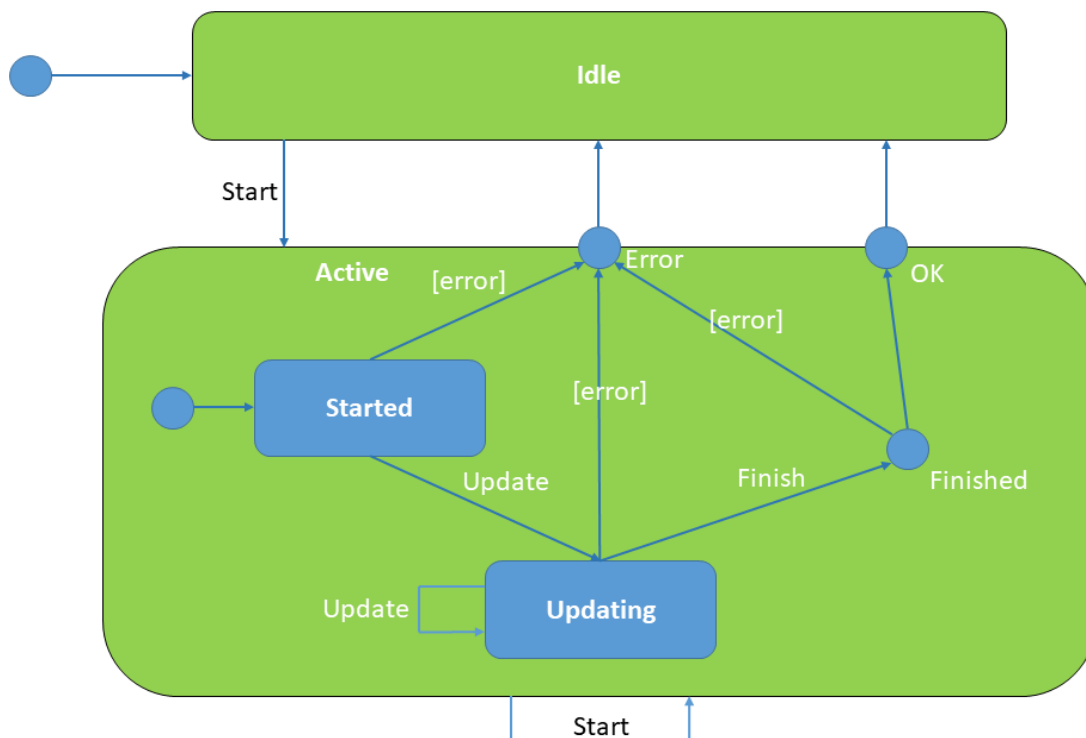 Idle
Start
Active
Error
OK
[error]
[error]
[error]
Started
Update
Finish
Finished
Update
Updating
Start